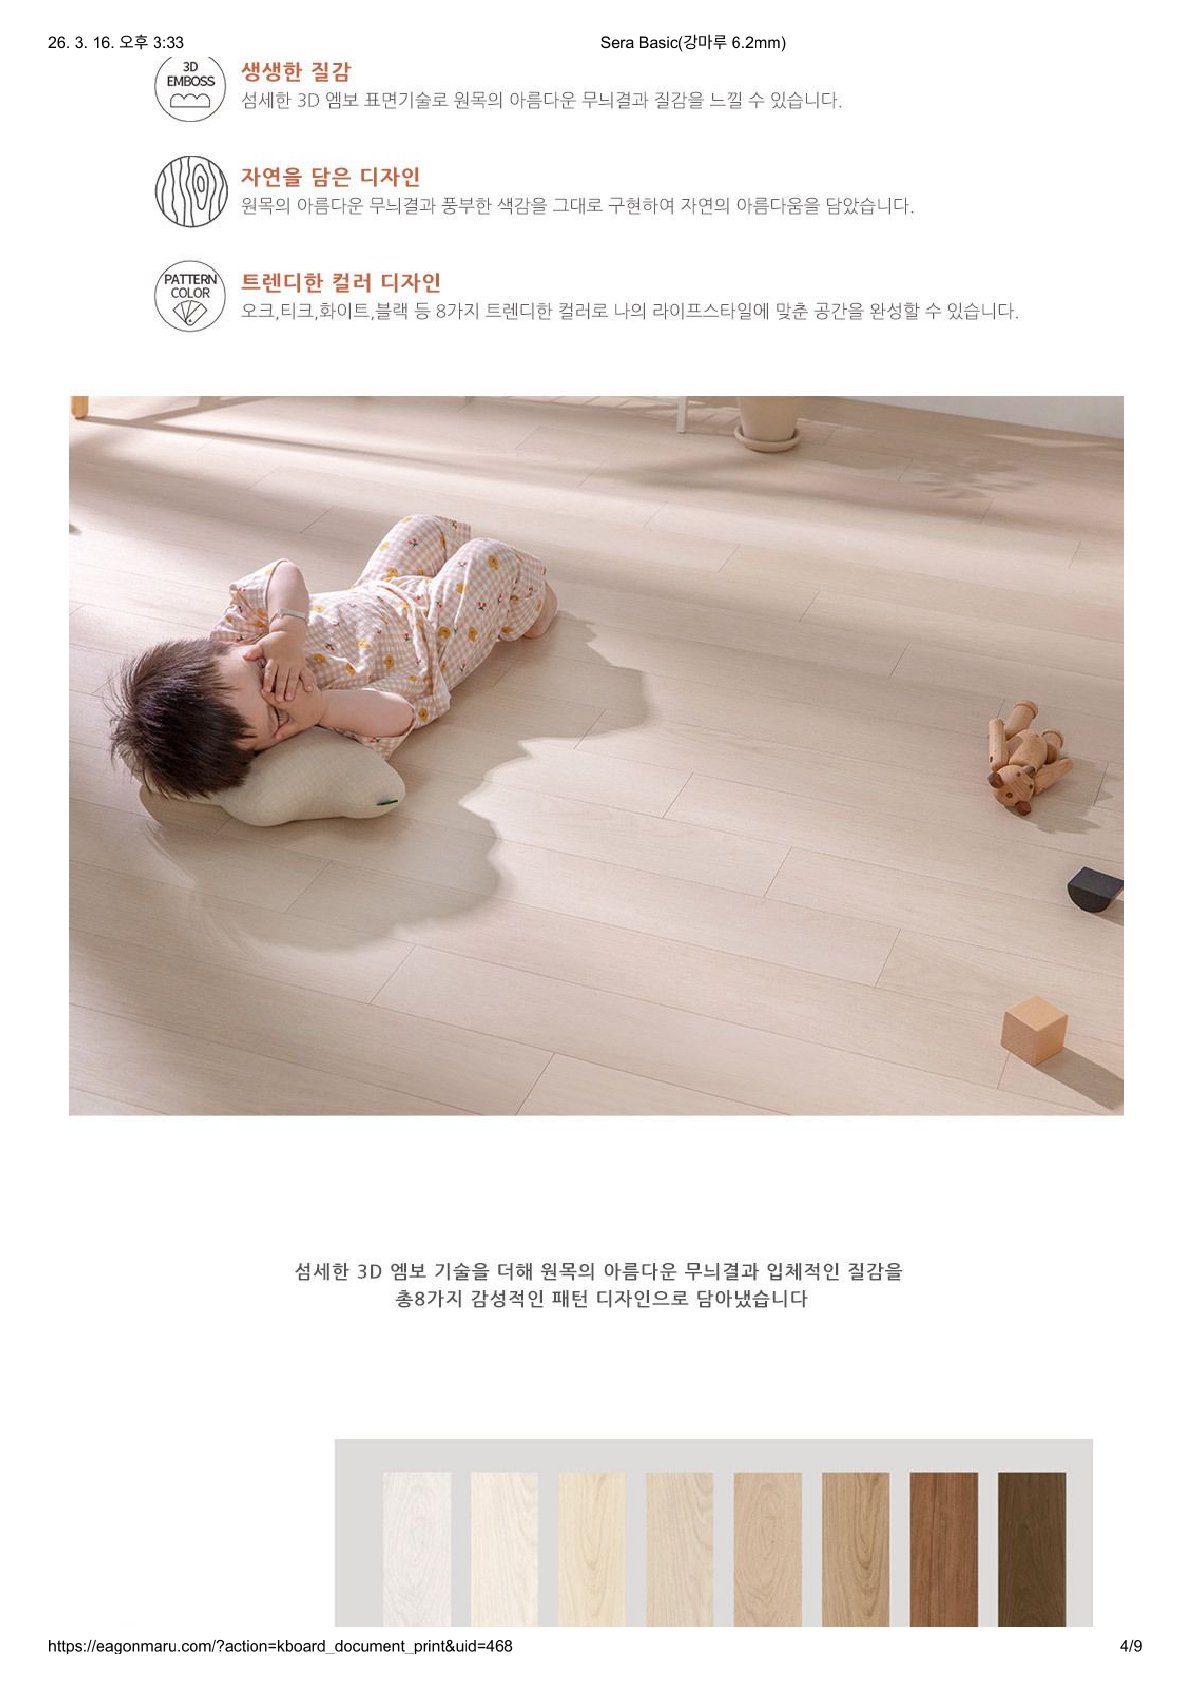 26. 3. 16. 오후 3:33
Sera Basic(강마루 6.2mm)
3D
EMBOSS
생생한 질감
섬세한 3D 엠보 표면기술로 원목의 아름다운 무늬결과 질감을 느낄 수 있습니다.
자연을 담은 디자인
원목의 아름다운 무늬결과 풍부한 색감을 그대로 구현하여 자연의 아름다움을 담았습니다.
PATTERN
COLOR
트렌디한 컬러 디자인
오크,티크,화이트,블랙 등 8가지 트렌디한 컬러로 나의 라이프스타일에 맞춘 공간을 완성할 수 있습니다.
섬세한 3D 엠보 기술을 더해 원목의 아름다운 무늬결과 입체적인 질감을
총8가지 감성적인 패턴 디자인으로 담아냈습니다
https://eagonmaru.com/?action=kboard_document_print&uid=468
4/9